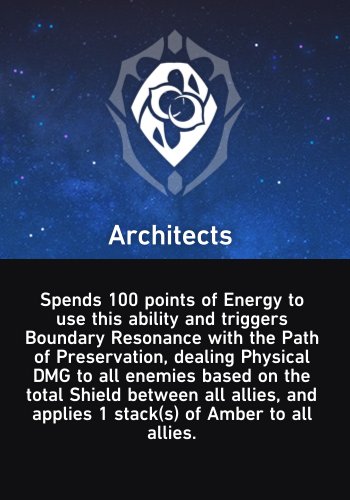 Architects
Spends 100 points of Energy to
use this ability and triggers
Boundary Resonance with the Path
of Preservation, dealing Physical
DMG to all enemies based on the
total Shield between all allies, and
applies 1 stack(s) of Amber to all
allies.